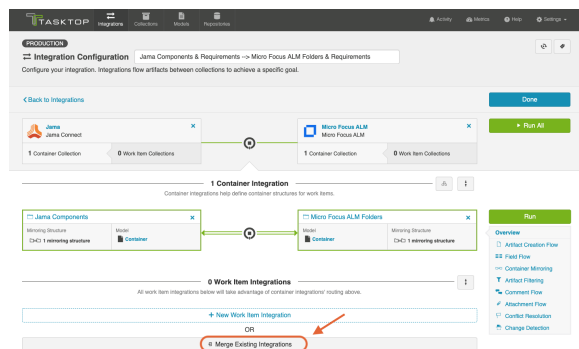 TASKTOP
Integrations
Collections
Models
Repositories
Activity
Metrics
Help
Settings
PRODUCTION
Integration Configuration
Jama Components & Requirements --> Micro Focus ALM Folders & Requirements
Configure your integration. Integrations flow artifacts between collections to achieve a specific goal.
Back to Integrations
Done
Jama
Jama Connect
Micro Focus ALM
Micro Focus ALM
Run All
1 Container Collection
0 Work Item Collections
1 Container Collection
0 Work Item Collections
1 Container Integration
Container integrations help define container structures for work items.
Jama Components
Micro Focus ALM Folders
Run
Mirroring Structure
1 mirroring structure
Model
Container
Model
Container
Mirroring Structure
1 mirroring structure
Overview
Artifact Creation Flow
Field Flow
Container Mirroring
Artifact Filtering
Comment Flow
Attachment Flow
Conflict Resolution
Change Detection
0 Work Item Integrations
All work item integrations below will take advantage of container integrations' routing above.
+ New Work Item Integration
OR
Merge Existing Integrations